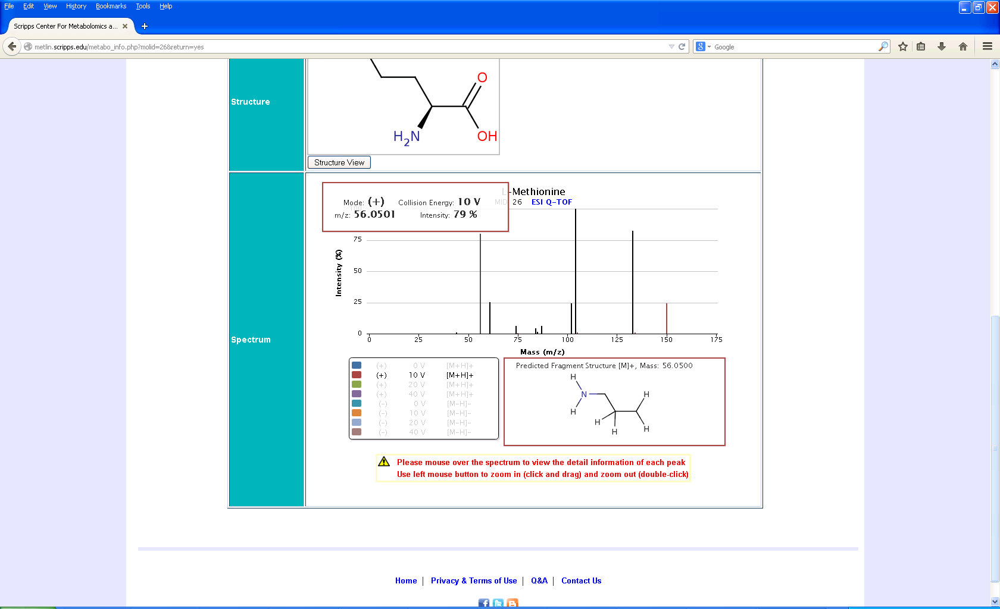 File Edit View History Bookmarks Tools Help
Scripps Center For Metabolomics a...
metlin.scripps.edu/metabo_info.php?molid=26&return=yes
8 Google
Structure
O
H2N
OH
Structure View
Spectrum
L-Methionine
MID 26 ESI Q-TOF
Mode: (+) Collision Energy: 10 V
m/z: 56.0501 Intensity: 79 %
100
75
50
25
0
Intensity (%)
0 25 50 75 100 125 150 175
Mass (m/z)
(+) 0 V [M+H]+
(+) 10 V [M+H]+
(+) 20 V [M+H]+
(+) 40 V [M+H]+
(-) 0 V [M-H]-
(-) 10 V [M-H]-
(-) 20 V [M-H]-
(-) 40 V [M-H]-
Predicted Fragment Structure [M]+, Mass: 56.0500
H
N H
H
H
H H
Please mouse over the spectrum to view the detail information of each peak
Use left mouse button to zoom in (click and drag) and zoom out (double-click)
Home | Privacy & Terms of Use | Q&A | Contact Us